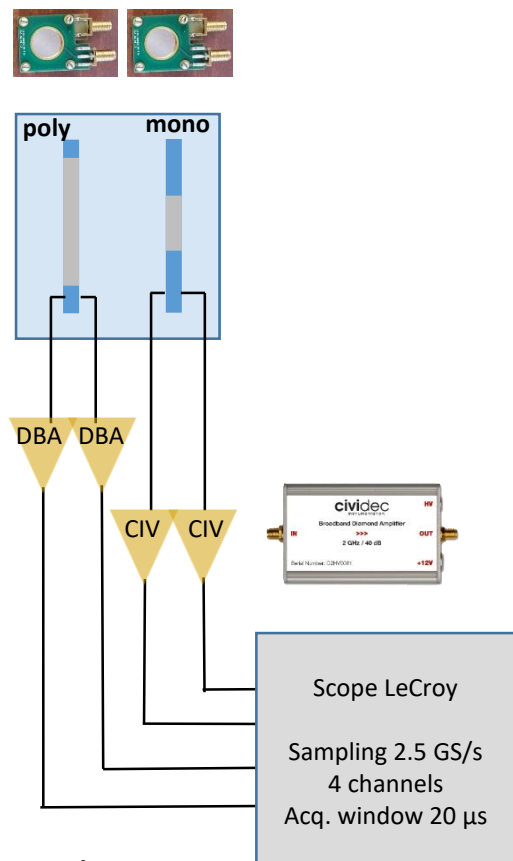 poly
mono
DBA DBA
CIV CIV
cividec
Broadband Diamond Amplifier
>>>
2 GHz / 40 dB
HV
IN
OUT
+12V
Scope LeCroy
Sampling 2.5 GS/s
4 channels
Acq. window 20 µs